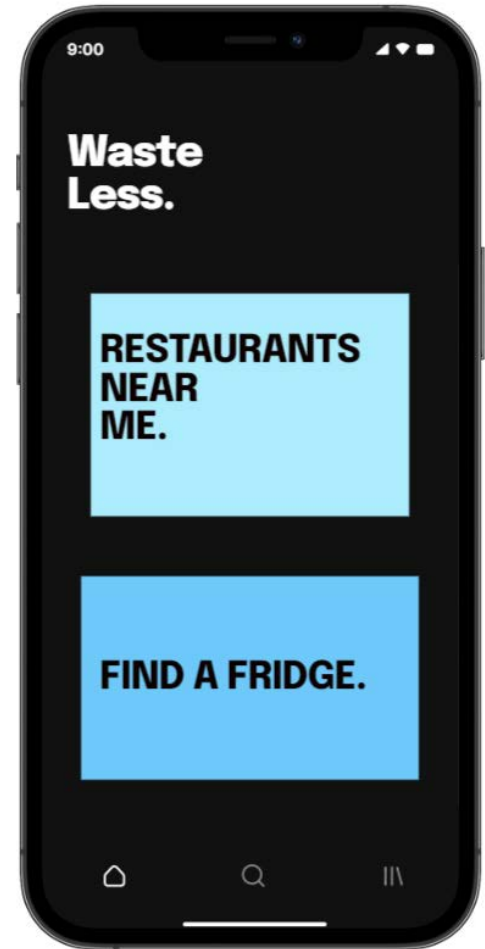 9:00
Waste
Less.
RESTAURANTS
NEAR
ME.
FIND A FRIDGE.